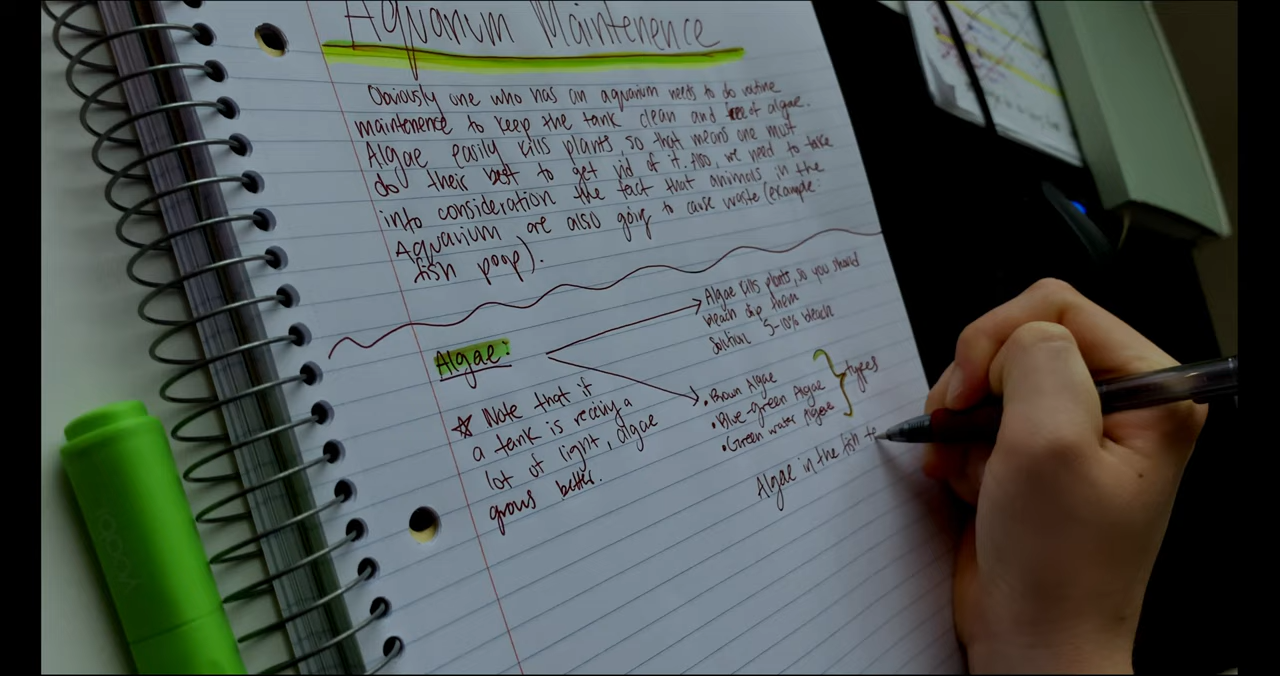 Aquarium Maintenence
Obviously one who has an aquarium needs to do routine
maintenence to keep the tank clean and free of algae.
Algae easily kills plants, so that means one must
do their best to get rid of it. Also, we need to take
into consideration the fact that animals in the
Aquarium are also going to cause waste (example:
fish poop).
Algae:
Algae kills plants, so you should
bleach dip them
Solution 5-10% bleach
☆ Note that if
a tank is receiving a
lot of light, algae
grows better.
• Brown Algae
• Blue-green Algae
• Green water Algae
types
Algae in the fish ta